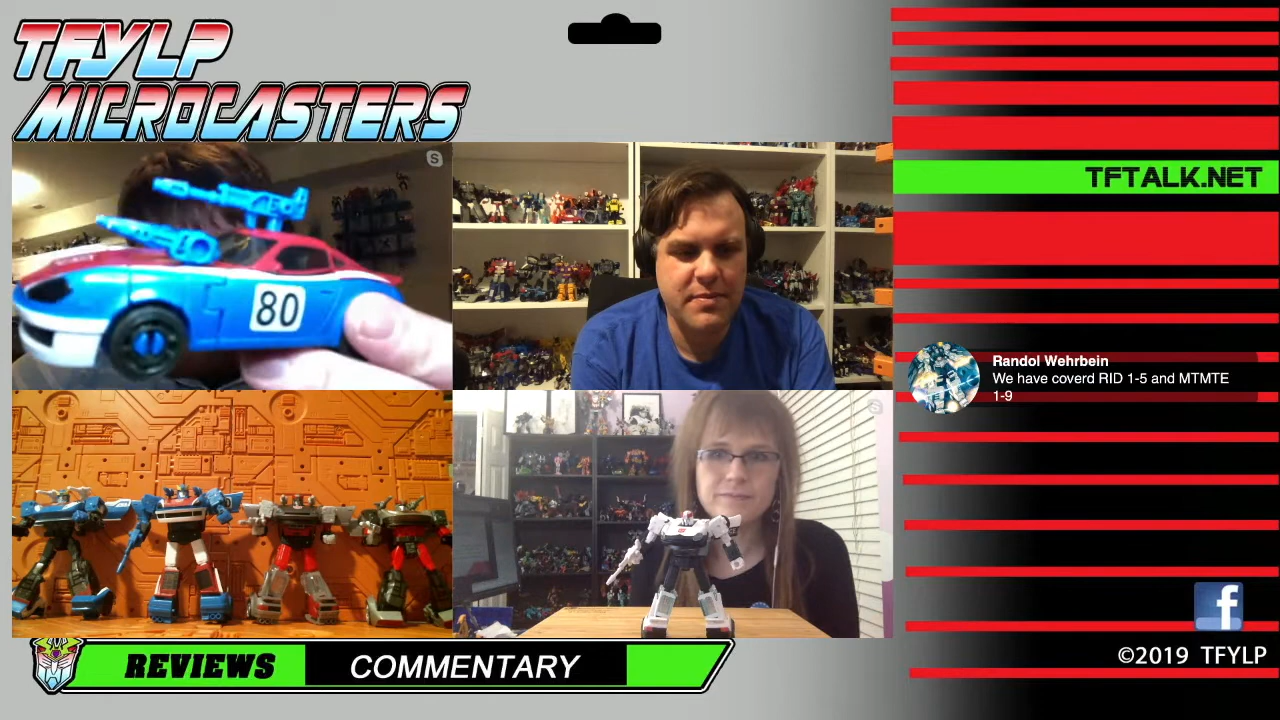 TFYLP
MICROCASTERS
TFTALK.NET
80
Randol Wehrbein
We have coverd RID 1-5 and MTMTE
1-9
f
REVIEWS
COMMENTARY
©2019 TFYLP